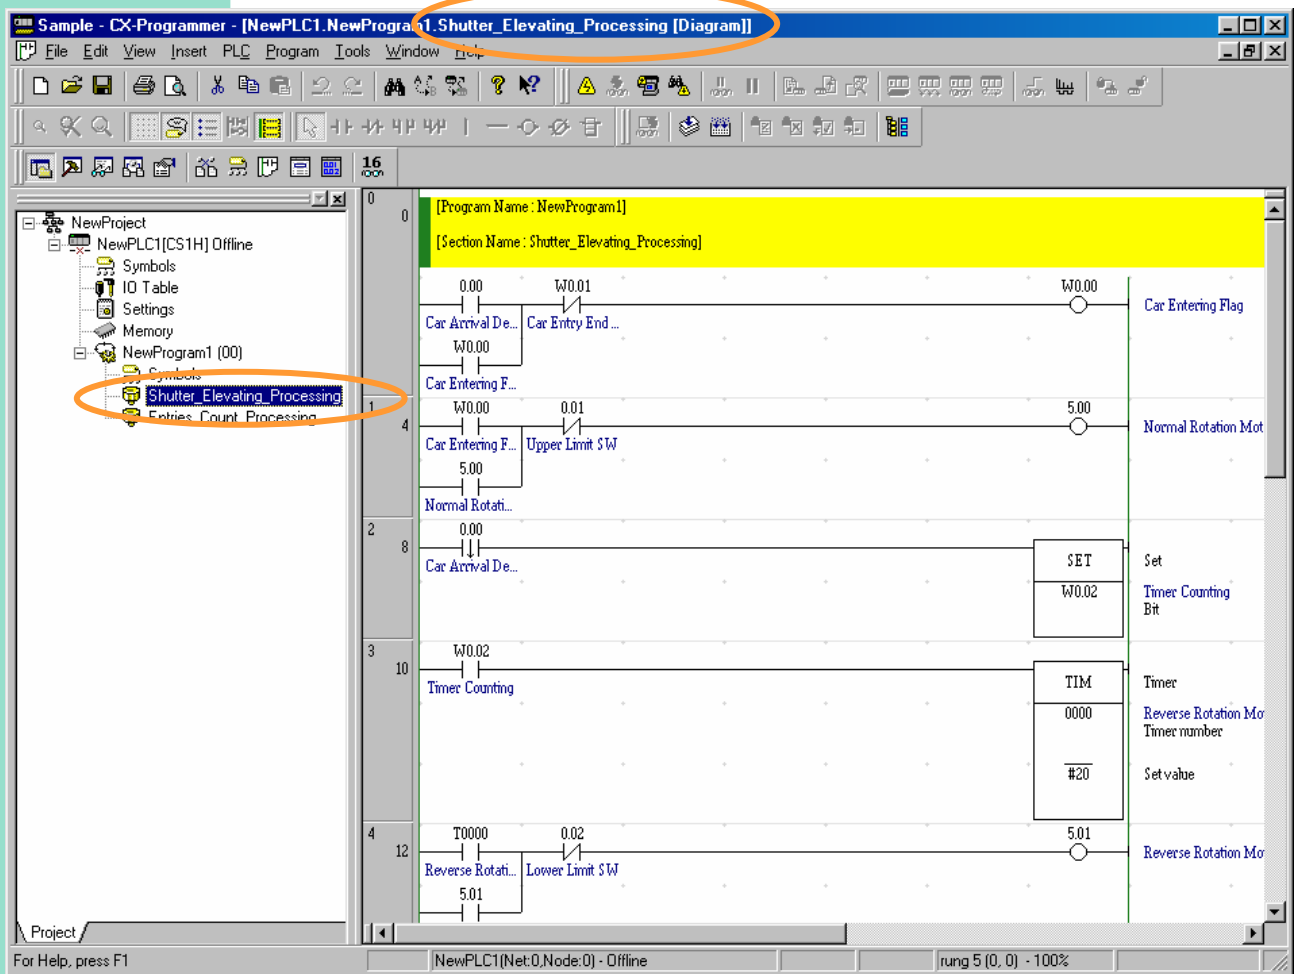 Sample - CX-Programmer - [NewPLC1.NewProgram1.Shutter_Elevating_Processing [Diagram]]
File Edit View Insert PLC Program Tools Window Help
16
NewProject
NewPLC1[CS1H] Offline
Symbols
IO Table
Settings
Memory
NewProgram1 (00)
Symbols
Shutter_Elevating_Processing
Entries_Count_Processing
Project
0
0
[Program Name : NewProgram1]
[Section Name : Shutter_Elevating_Processing]
0.00 W0.01 W0.00
Car Entering Flag
Car Arrival De... Car Entry End ...
W0.00
Car Entering F...
1
4
W0.00 0.01 5.00
Normal Rotation Mot
Car Entering F... Upper Limit SW
5.00
Normal Rotati...
2
8
0.00
Car Arrival De...
SET Set
W0.02 Timer Counting
Bit
3
10
W0.02
Timer Counting
TIM Timer
0000 Reverse Rotation Mo
Timer number
#20 Set value
4
12
T0000 0.02 5.01
Reverse Rotation Mo
Reverse Rotati... Lower Limit SW
5.01
For Help, press F1 NewPLC1(Net:0,Node:0) - Offline rung 5 (0, 0) - 100%